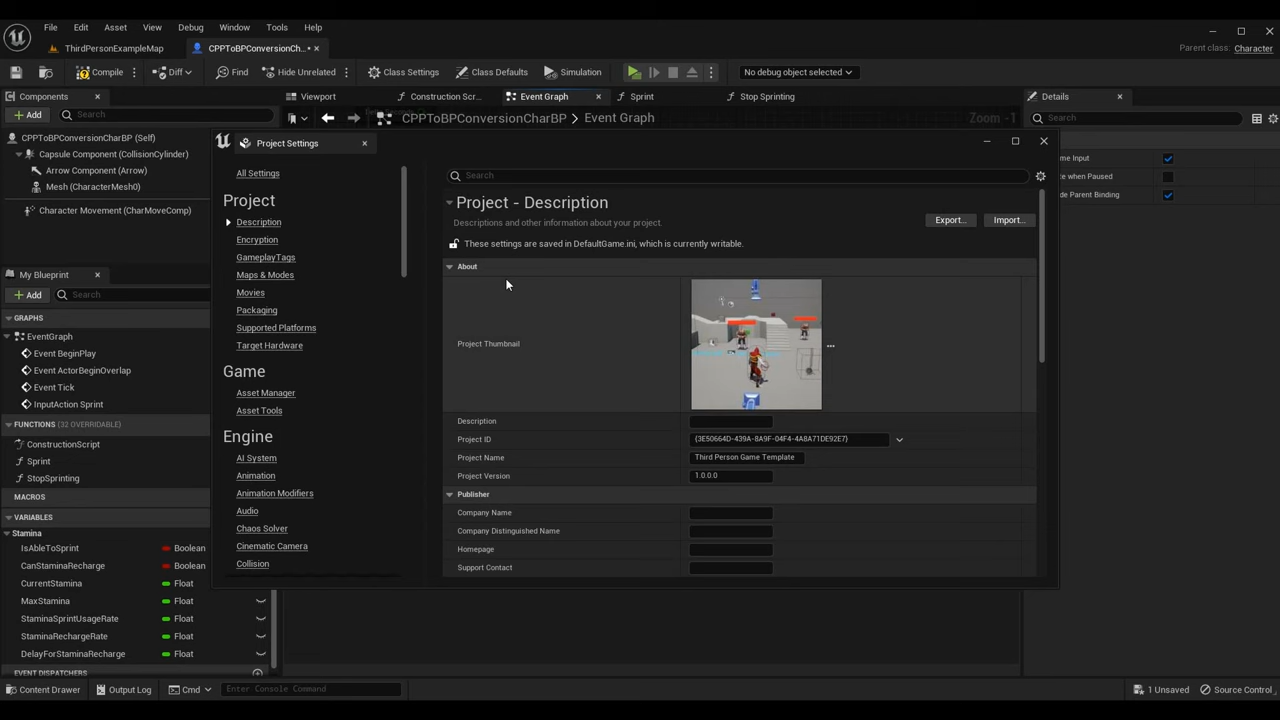 File Edit Asset View Debug Window Tools Help
ThirdPersonExampleMap CPPToBPConversionCh...•
Parent class: Character
Compile Diff Find Hide Unrelated Class Settings Class Defaults Simulation No debug object selected
Components Viewport Construction Scr... Event Graph Sprint Stop Sprinting Details
+ Add Search CPPToBPConversionCharBP > Event Graph Zoom -1 Search
CPPToBPConversionCharBP (Self)
Capsule Component (CollisionCylinder)
Arrow Component (Arrow)
Mesh (CharacterMesh0)
Character Movement (CharMoveComp)
My Blueprint
+ Add Search
GRAPHS
EventGraph
Event BeginPlay
Event ActorBeginOverlap
Event Tick
InputAction Sprint
FUNCTIONS (32 OVERRIDABLE)
ConstructionScript
Sprint
StopSprinting
MACROS
VARIABLES
Stamina
IsAbleToSprint Boolean
CanStaminaRecharge Boolean
CurrentStamina Float
MaxStamina Float
StaminaSprintUsageRate Float
StaminaRechargeRate Float
DelayForStaminaRecharge Float
EVENT DISPATCHERS
Project Settings
All Settings
Project
Description
Encryption
GameplayTags
Maps & Modes
Movies
Packaging
Supported Platforms
Target Hardware
Game
Asset Manager
Asset Tools
Engine
AI System
Animation
Animation Modifiers
Audio
Chaos Solver
Cinematic Camera
Collision
Search
Project - Description
Descriptions and other information about your project.
Export... Import...
These settings are saved in DefaultGame.ini, which is currently writable.
About
Project Thumbnail
Description
Project ID
Project Name Third Person Game Template
Project Version 1.0.0.0
Publisher
Company Name
Company Distinguished Name
Homepage
Support Contact
me Input
te when Paused
ide Parent Binding
Content Drawer Output Log Cmd Enter Console Command 1 Unsaved Source Control